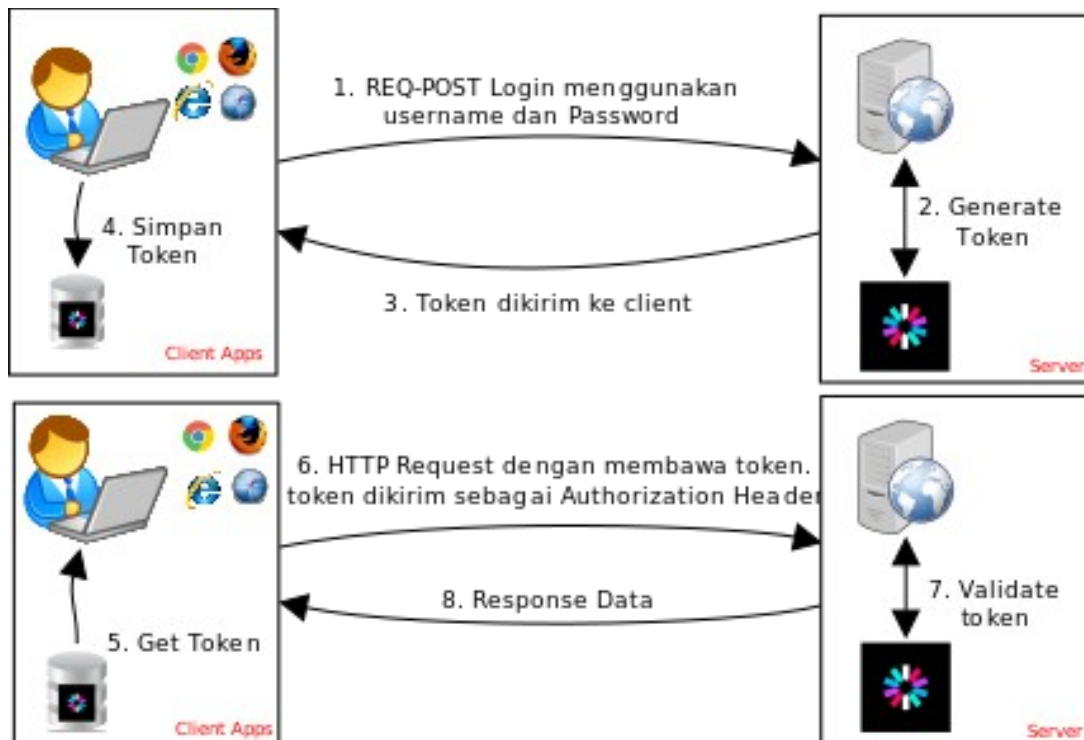 1. REQ-POST Login menggunakan
username dan Password
2. Generate
Token
3. Token dikirim ke client
4. Simpan
Token
Client Apps
Server
6. HTTP Request dengan membawa token.
token dikirim sebagai Authorization Header
7. Validate
token
8. Response Data
5. Get Token
Client Apps
Server